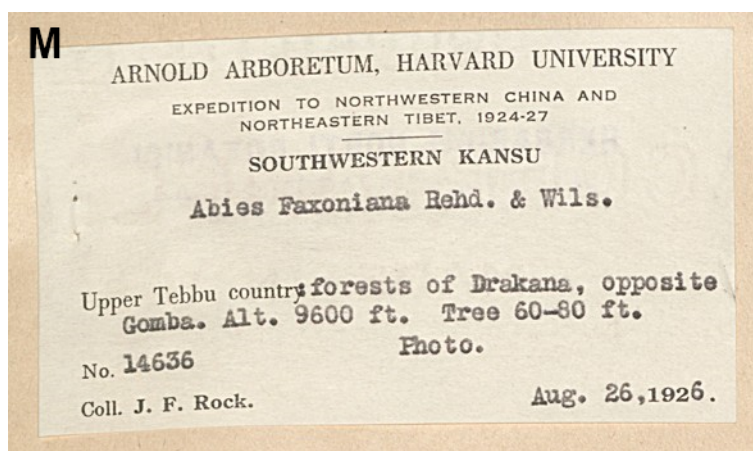 M
ARNOLD ARBORETUM, HARVARD UNIVERSITY
EXPEDITION TO NORTHWESTERN CHINA AND
NORTHEASTERN TIBET, 1924-27
SOUTHWESTERN KANSU
Abies Faxoniana Rehd. & Wils.
Upper Tebbu country: forests of Drakana, opposite
Gomba. Alt. 9600 ft. Tree 60-80 ft.
Photo.
No. 14636
Coll. J. F. Rock. Aug. 26,1926.